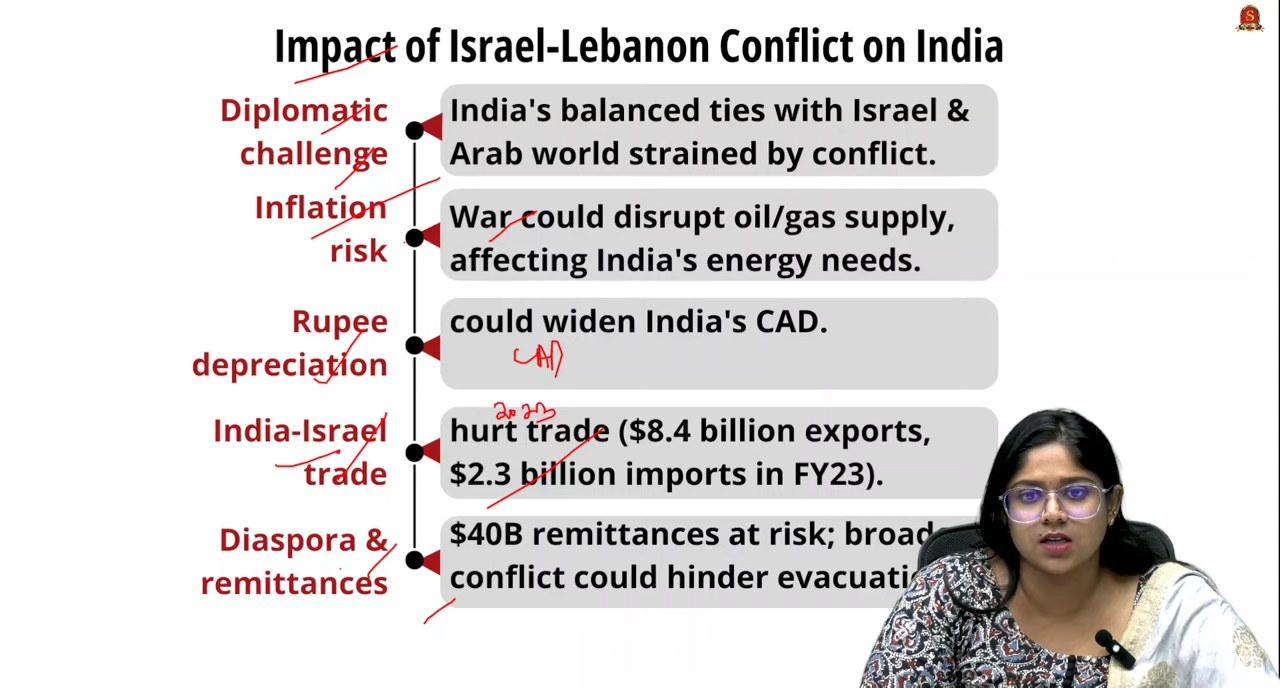 Impact of Israel-Lebanon Conflict on India
Diplomatic
challenge
India's balanced ties with Israel &
Arab world strained by conflict.
Inflation
risk
War could disrupt oil/gas supply,
affecting India's energy needs.
Rupee
depreciation
could widen India's CAD.
CAD
India-Israel
trade
2023
hurt trade ($8.4 billion exports,
$2.3 billion imports in FY23).
Diaspora &
remittances
$40B remittances at risk;
conflict could hinder
S